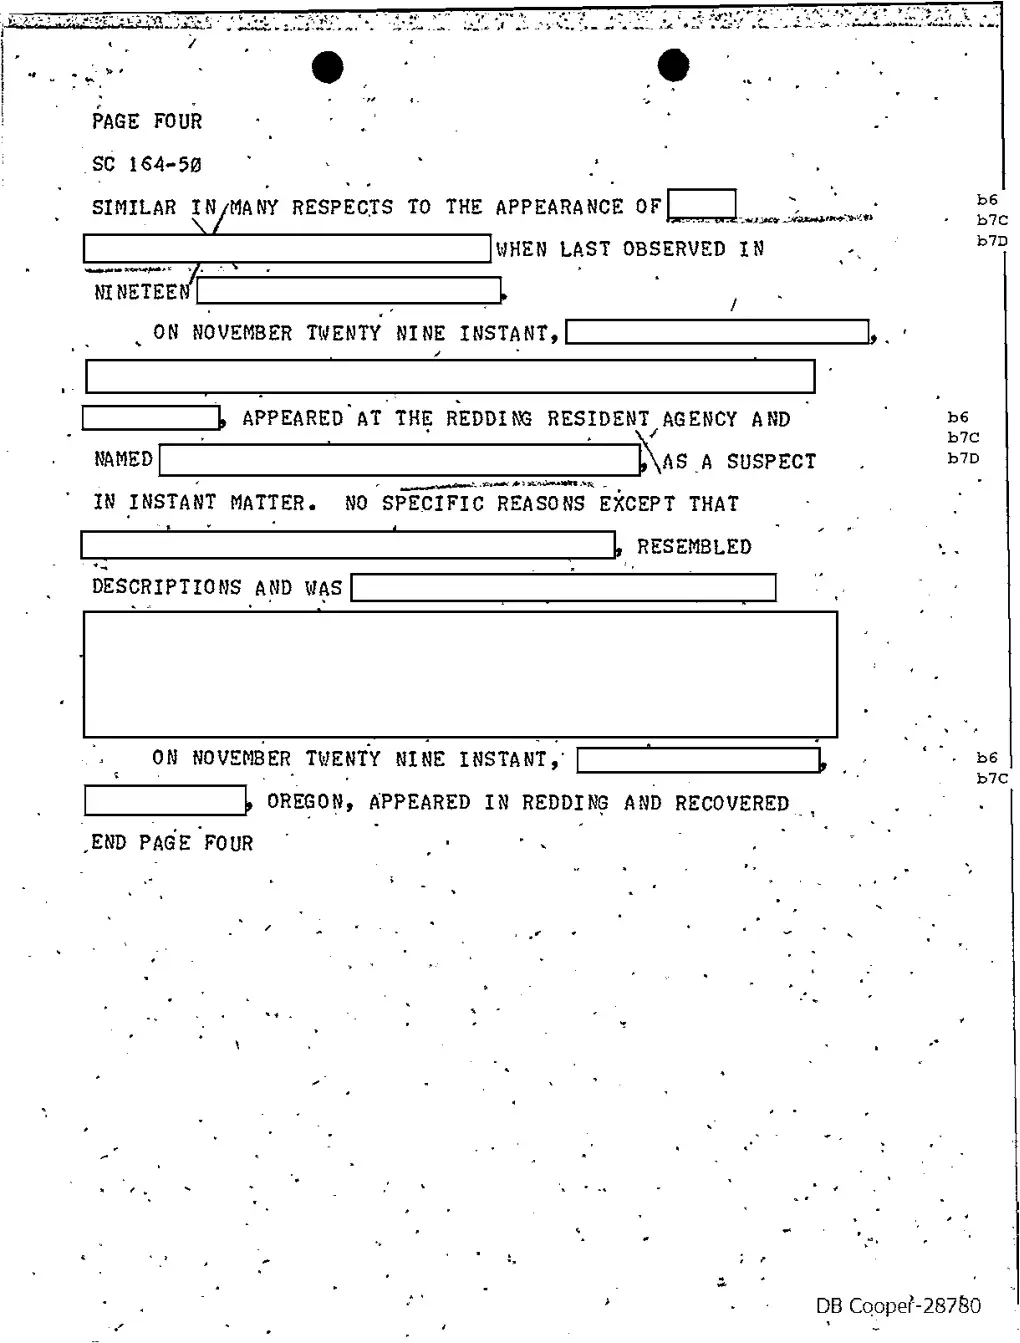 PAGE FOUR
SC 164-50
SIMILAR IN MANY RESPECTS TO THE APPEARANCE OF
b6
b7C
WHEN LAST OBSERVED IN
b7D
NINETEEN .
ON NOVEMBER TWENTY NINE INSTANT, ,
, APPEARED AT THE REDDING RESIDENT AGENCY AND
b6
b7C
NAMED , AS A SUSPECT
b7D
IN INSTANT MATTER. NO SPECIFIC REASONS EXCEPT THAT
, RESEMBLED
DESCRIPTIONS AND WAS
ON NOVEMBER TWENTY NINE INSTANT, ,
b6
b7C
, OREGON, APPEARED IN REDDING AND RECOVERED
END PAGE FOUR
DB Cooper-28780